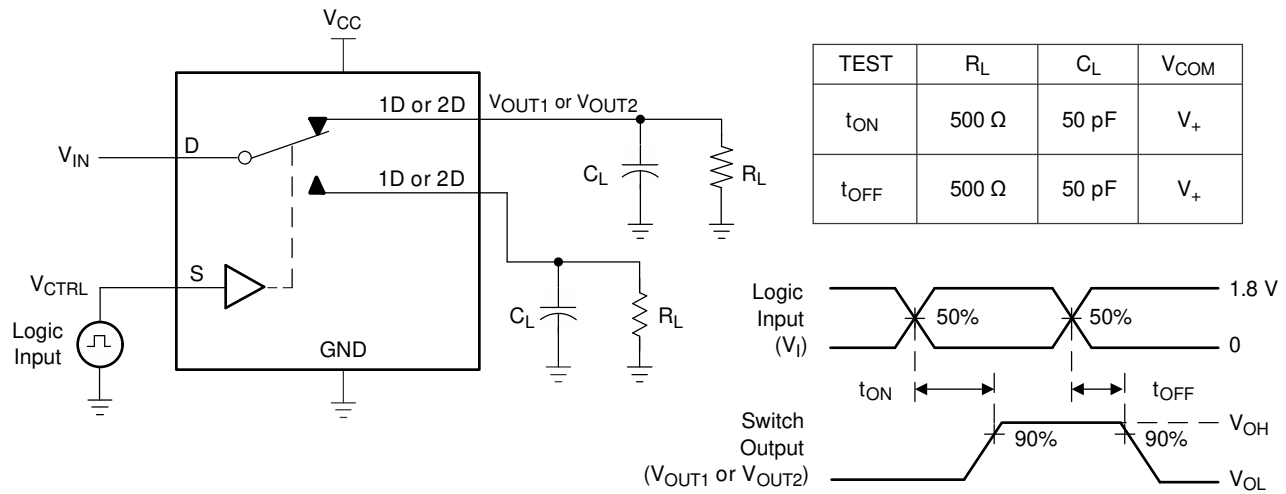 VCC
1D or 2D
VOUT1 or VOUT2
VIN
D
CL
RL
1D or 2D
VCTRL
S
CL
RL
Logic
Input
GND
TEST RL CL VCOM
tON 500 Ω 50 pF V+
tOFF 500 Ω 50 pF V+
Logic
Input
(VI)
50%
50%
1.8 V
0
tON
tOFF
Switch
Output
(VOUT1 or VOUT2)
90%
90%
VOH
VOL